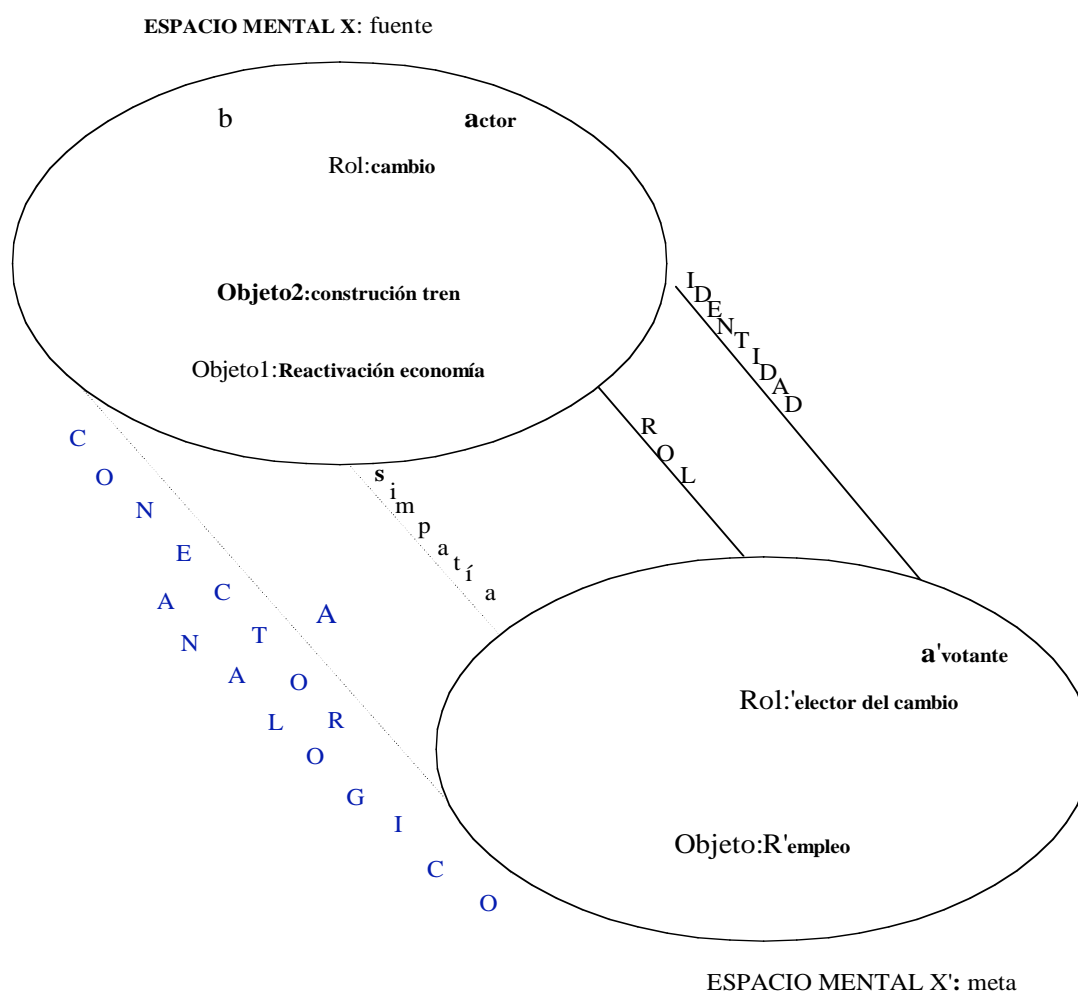 ESPACIO MENTAL X: fuente
b
actor
Rol:cambio
Objeto2:construción tren
Objeto1:Reactivación economía
IDENTIDAD
ROL
simpatía
CONECTOR
A
ANALOGICO
a'votante
Rol:'elector del cambio
Objeto:R'empleo
ESPACIO MENTAL X': meta